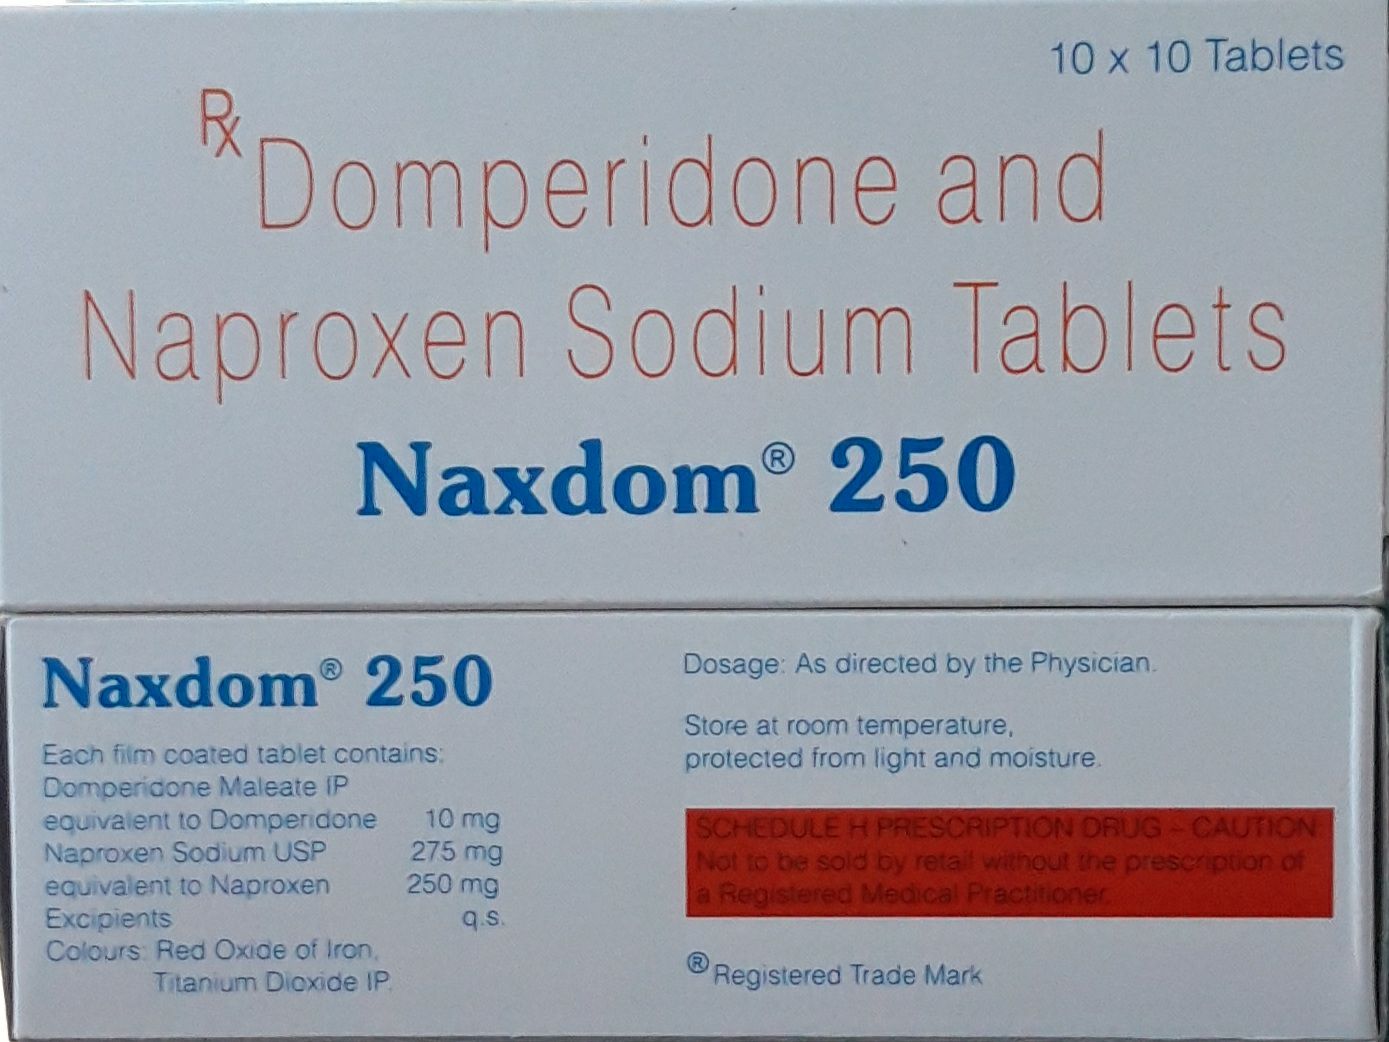 10 x 10 Tablets
Rx Domperidone and
Naproxen Sodium Tablets
Naxdom® 250
Naxdom® 250
Each film coated tablet contains:
Domperidone Maleate IP
equivalent to Domperidone 10 mg
Naproxen Sodium USP 275 mg
equivalent to Naproxen 250 mg
Excipients q.s.
Colours: Red Oxide of Iron,
Titanium Dioxide IP.
Dosage: As directed by the Physician.
Store at room temperature,
protected from light and moisture.
SCHEDULE H PRESCRIPTION DRUG – CAUTION
Not to be sold by retail without the prescription of
a Registered Medical Practitioner.
® Registered Trade Mark